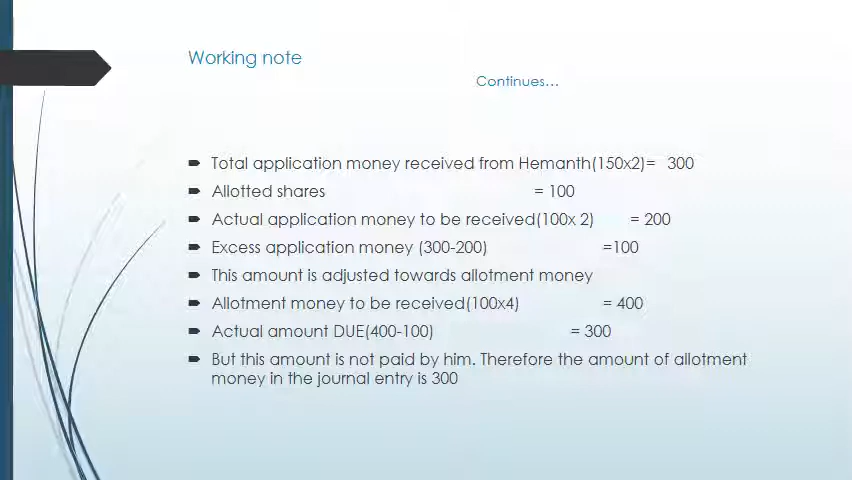 Working note
Continues...
Total application money received from Hemanth(150x2)= 300
Allotted shares = 100
Actual application money to be received(100x 2) = 200
Excess application money (300-200) =100
This amount is adjusted towards allotment money
Allotment money to be received(100x4) = 400
Actual amount DUE(400-100) = 300
But this amount is not paid by him. Therefore the amount of allotment
money in the journal entry is 300